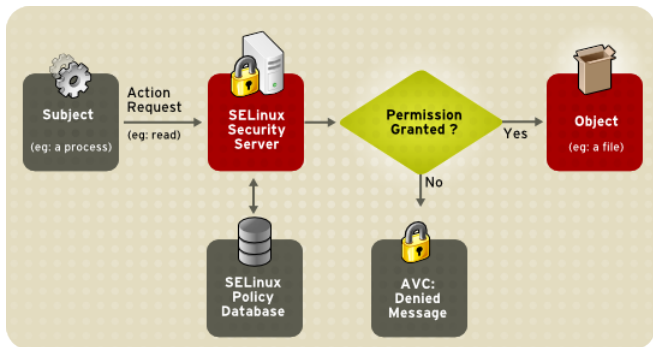 Subject
(eg: a process)
Action
Request
(eg: read)
SELinux
Security
Server
Permission
Granted ?
Yes
Object
(eg: a file)
No
SELinux
Policy
Database
AVC:
Denied
Message